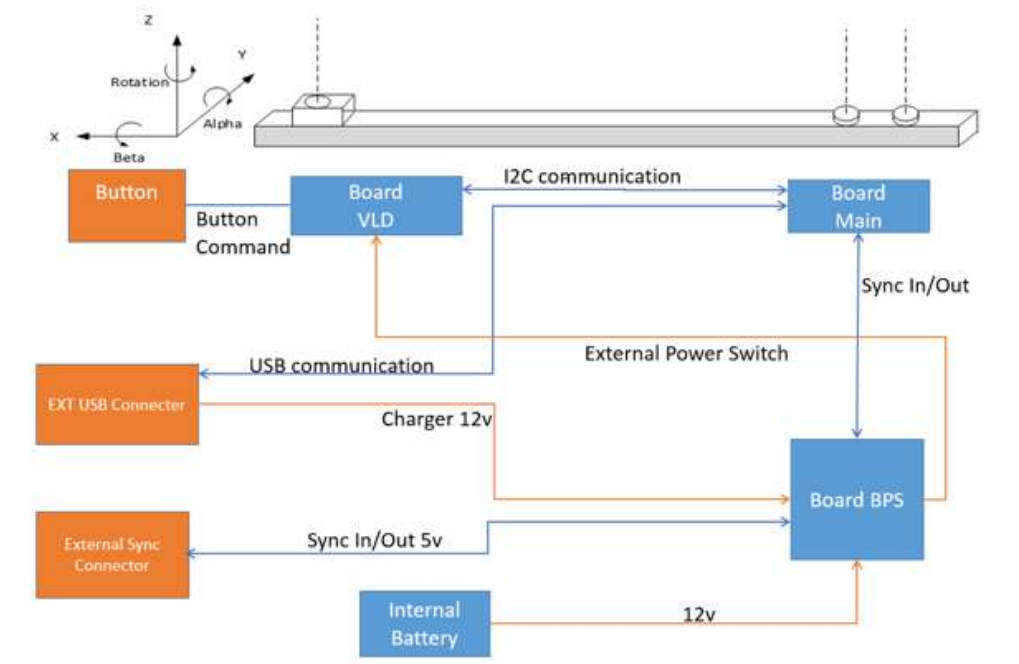 Z
Y
Rotation
Alpha
X
Beta
Button
Board
VLD
I2C communication
Board
Main
Button
Command
Sync In/Out
External Power Switch
USB communication
EXT USB Connecter
Charger 12v
Board BPS
External Sync
Connector
Sync In/Out 5v
Internal
Battery
12v